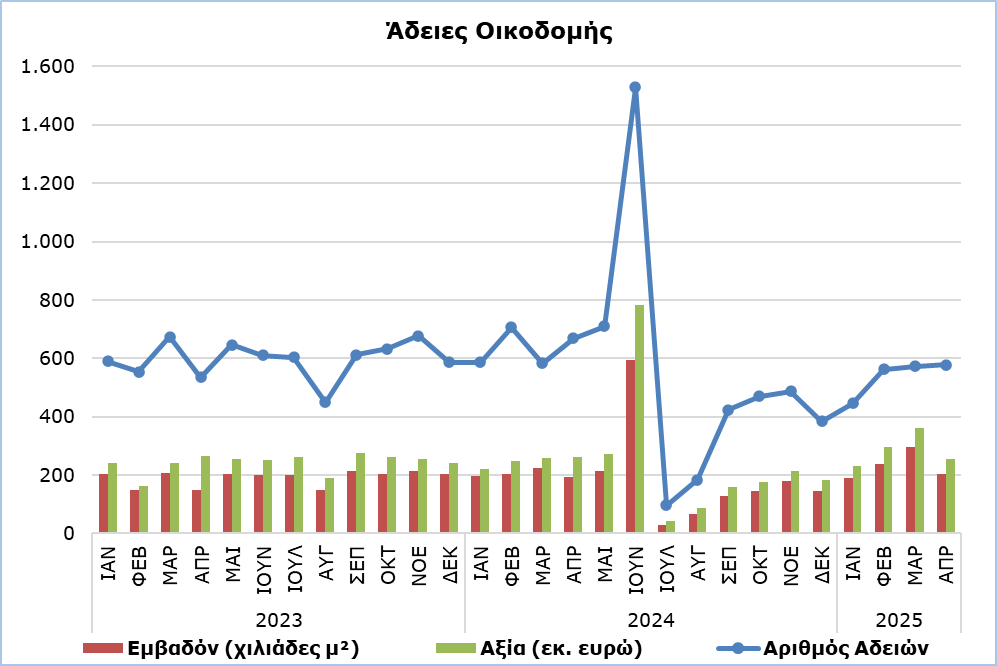 Άδειες Οικοδομής
1.600
1.400
1.200
1.000
800
600
400
200
0
ΙΑΝ ΦΕΒ ΜΑΡ ΑΠΡ ΜΑΙ ΙΟΥΝ ΙΟΥΛ ΑΥΓ ΣΕΠ ΟΚΤ ΝΟΕ ΔΕΚ ΙΑΝ ΦΕΒ ΜΑΡ ΑΠΡ ΜΑΙ ΙΟΥΝ ΙΟΥΛ ΑΥΓ ΣΕΠ ΟΚΤ ΝΟΕ ΔΕΚ ΙΑΝ ΦΕΒ ΜΑΡ ΑΠΡ
2023 2024 2025
Εμβαδόν (χιλιάδες μ²) Αξία (εκ. ευρώ) Αριθμός Αδειών